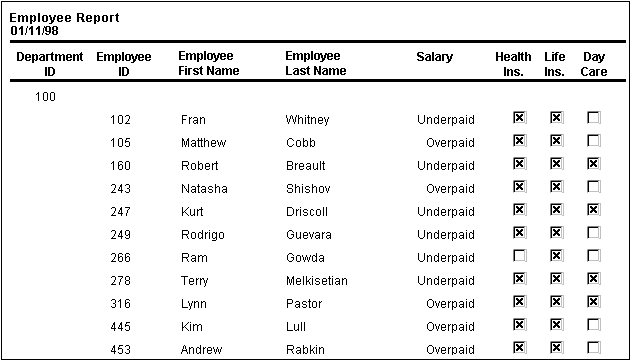 Employee Report
01/11/98
Department Employee Employee Employee Salary Health Life Day
ID ID First Name Last Name Ins. Ins. Care
100
102 Fran Whitney Underpaid
105 Matthew Cobb Overpaid
160 Robert Breault Underpaid
243 Natasha Shishov Overpaid
247 Kurt Driscoll Underpaid
249 Rodrigo Guevara Underpaid
266 Ram Gowda Underpaid
278 Terry Melkisetian Underpaid
316 Lynn Pastor Overpaid
445 Kim Lull Overpaid
453 Andrew Rabkin Overpaid